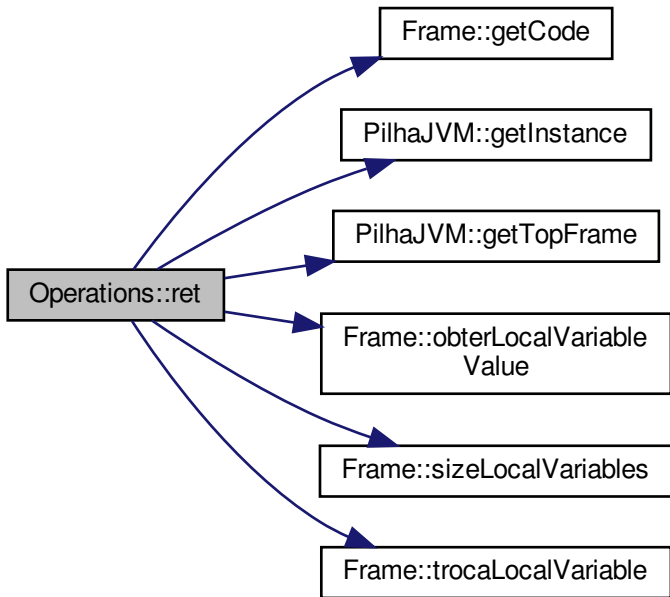 Frame::getCode
PilhaJVM::getInstance
PilhaJVM::getTopFrame
Operations::ret
Frame::obterLocalVariable
Value
Frame::sizeLocalVariables
Frame::trocaLocalVariable